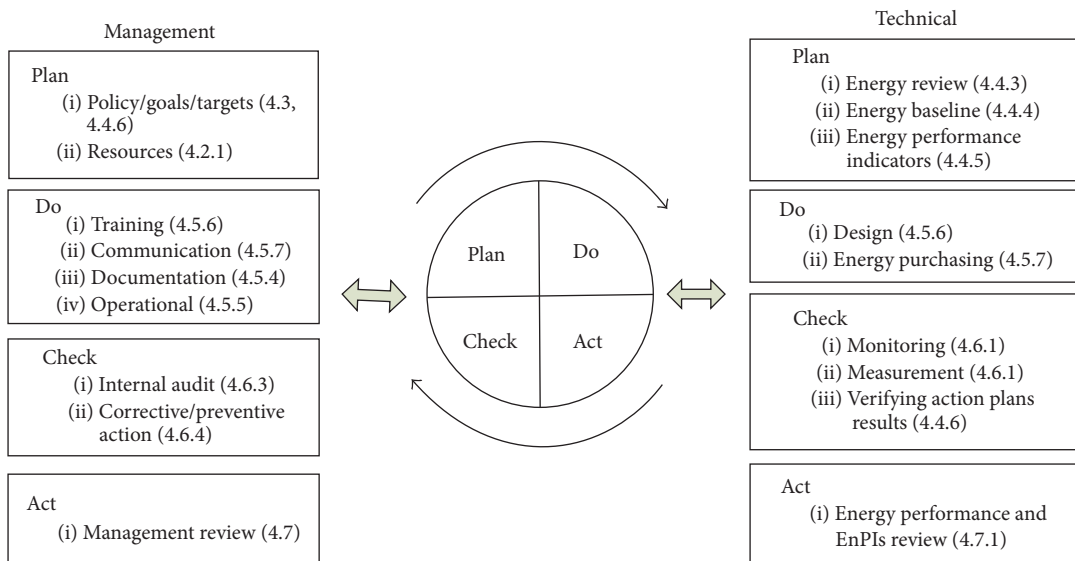 Management
Plan
(i) Policy/goals/targets (4.3,
4.4.6)
(ii) Resources (4.2.1)
Do
(i) Training (4.5.6)
(ii) Communication (4.5.7)
(iii) Documentation (4.5.4)
(iv) Operational (4.5.5)
Check
(i) Internal audit (4.6.3)
(ii) Corrective/preventive
action (4.6.4)
Act
(i) Management review (4.7)
Plan
Do
Check
Act
Technical
Plan
(i) Energy review (4.4.3)
(ii) Energy baseline (4.4.4)
(iii) Energy performance
indicators (4.4.5)
Do
(i) Design (4.5.6)
(ii) Energy purchasing (4.5.7)
Check
(i) Monitoring (4.6.1)
(ii) Measurement (4.6.1)
(iii) Verifying action plans
results (4.4.6)
Act
(i) Energy performance and
EnPIs review (4.7.1)